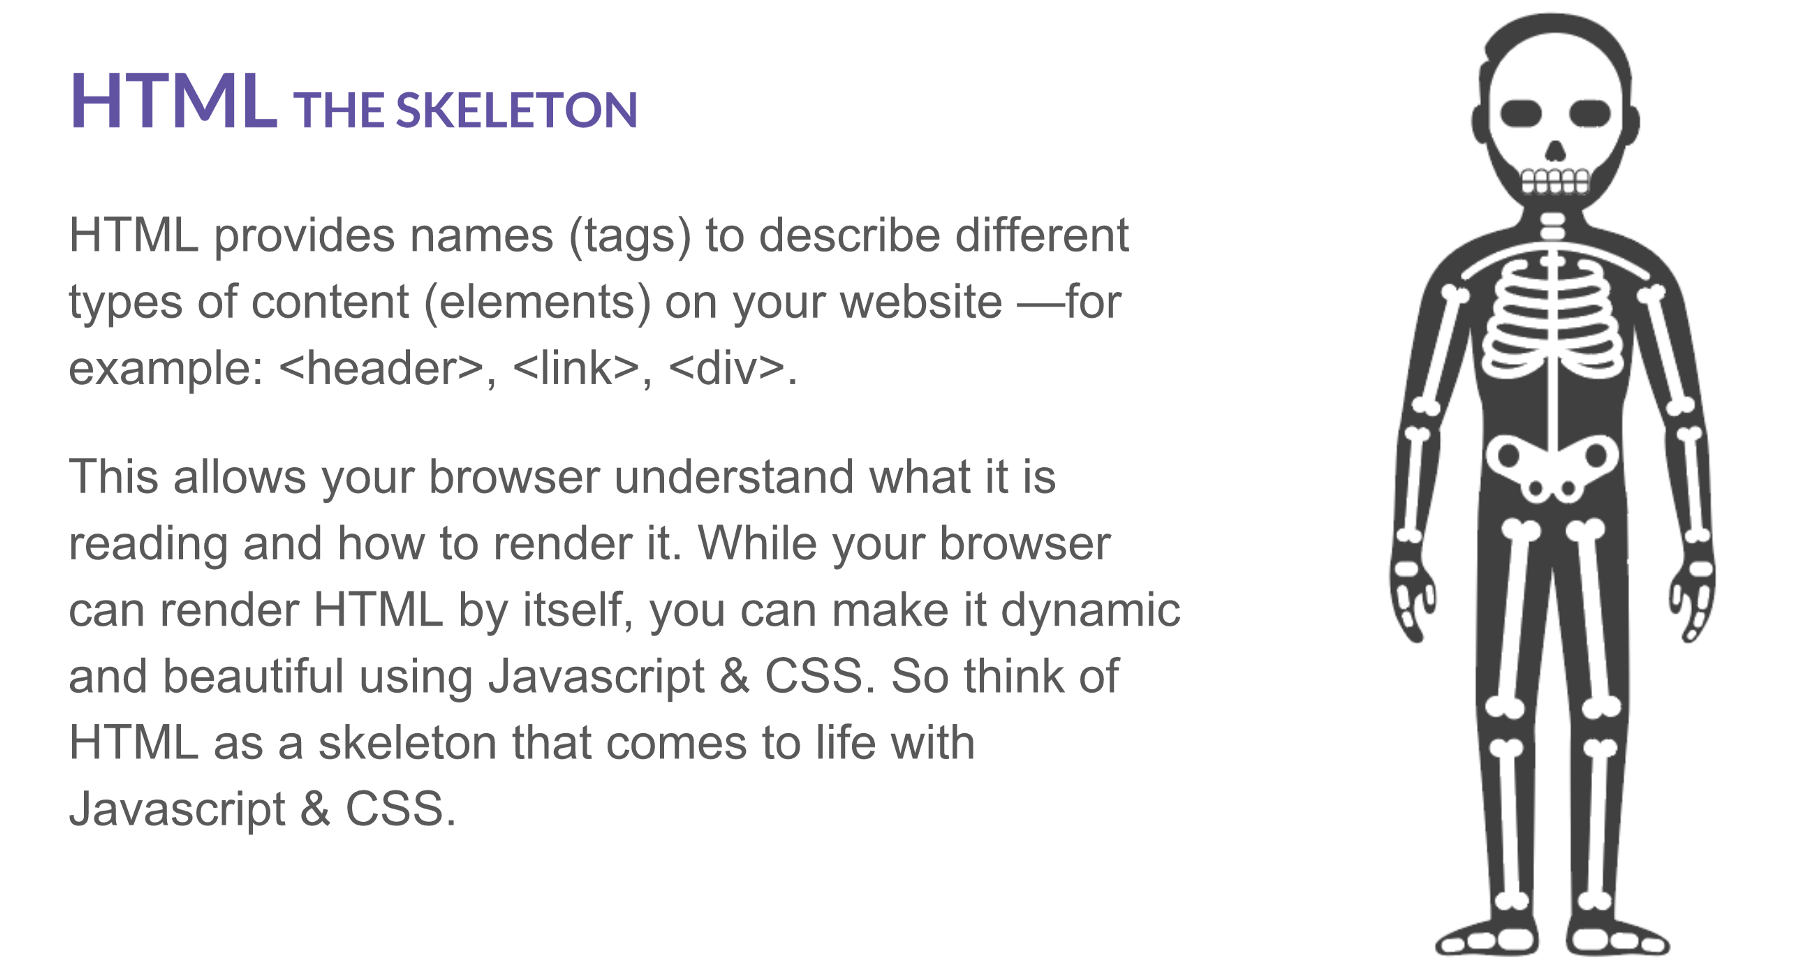 HTML THE SKELETON
HTML provides names (tags) to describe different
types of content (elements) on your website —for
example: <header>, <link>, <div>.
This allows your browser understand what it is
reading and how to render it. While your browser
can render HTML by itself, you can make it dynamic
and beautiful using Javascript & CSS. So think of
HTML as a skeleton that comes to life with
Javascript & CSS.